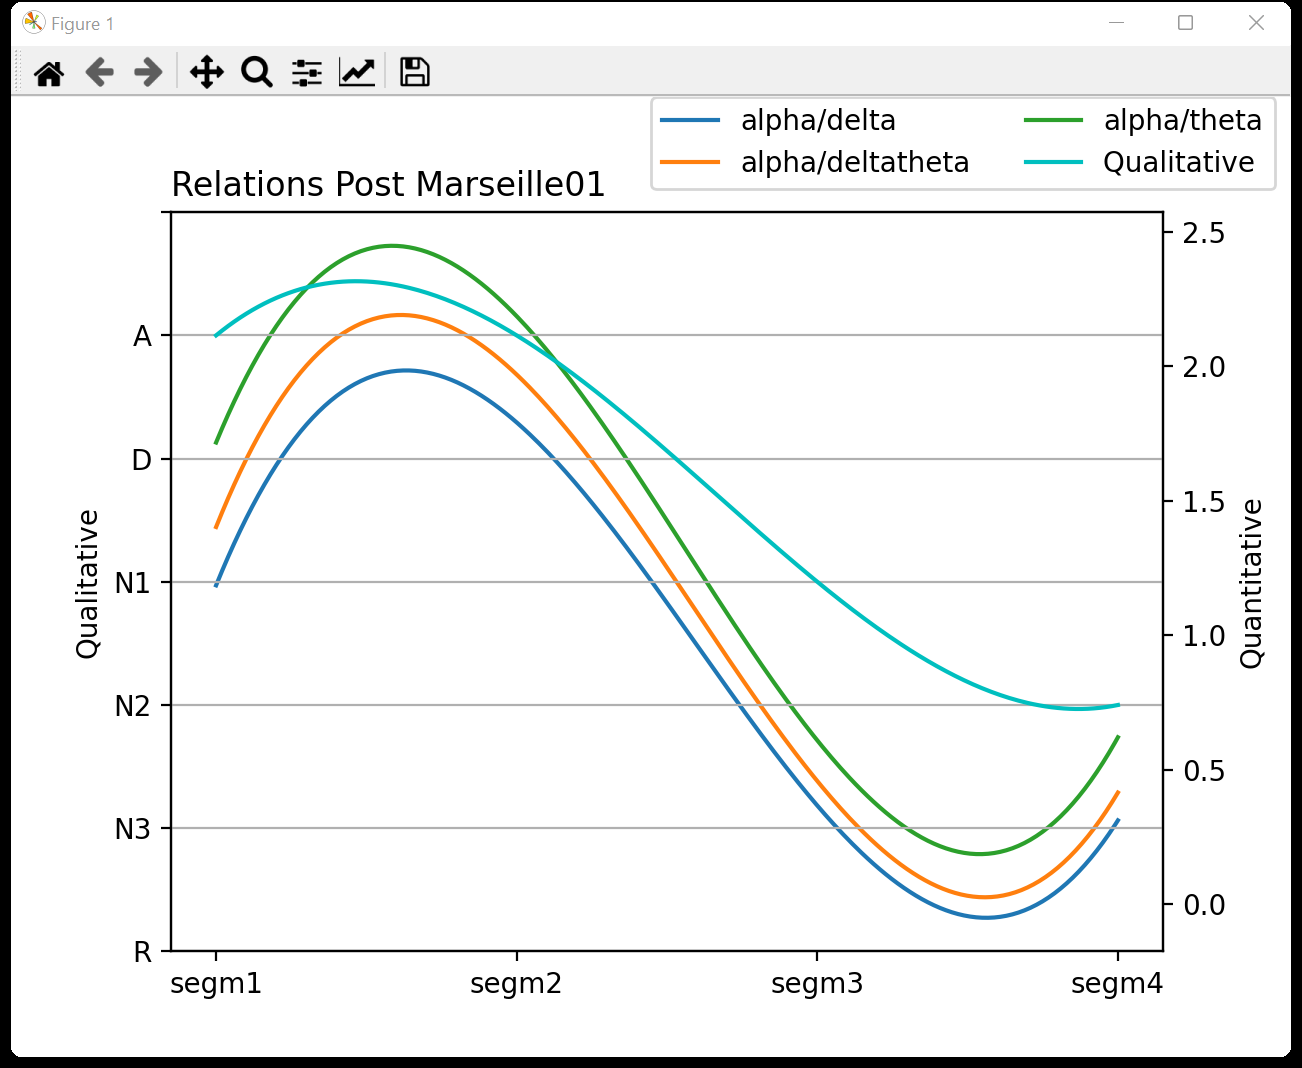 Figure 1
alpha/delta
alpha/deltatheta
alpha/theta
Qualitative
Relations Post Marseille01
A
D
N1
N2
N3
R
Qualitative
2.5
2.0
1.5
1.0
0.5
0.0
Quantitative
segm1 segm2 segm3 segm4